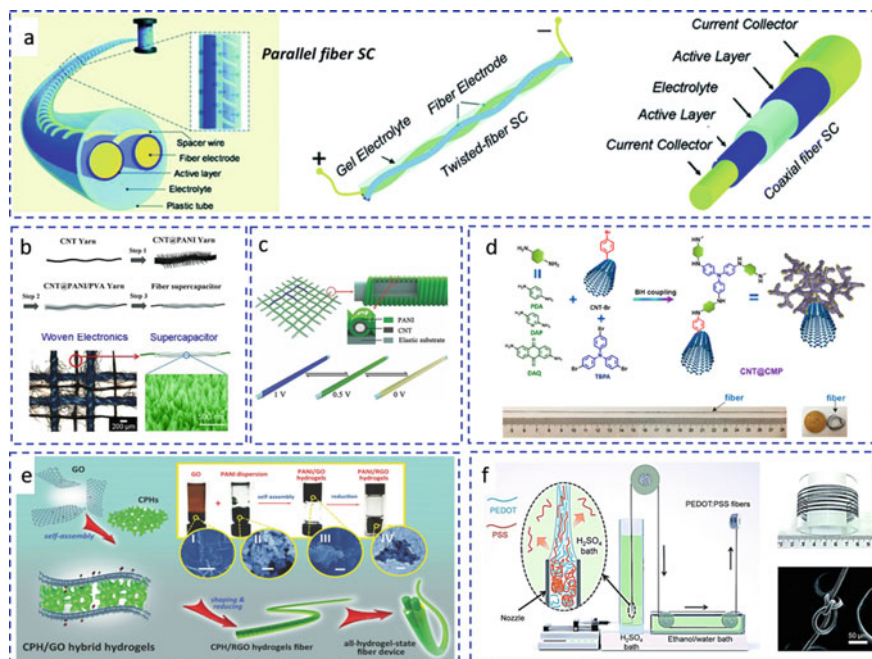 a
Parallel fiber SC
Spacer wire
Fiber electrode
Active layer
Electrolyte
Plastic tube
Gel Electrolyte
Fiber Electrode
Twisted-fiber SC
+
−
Current Collector
Active Layer
Electrolyte
Active Layer
Current Collector
Coaxial fiber SC
b
CNT Yarn
CNT@PANI Yarn
Step 1
CNT@PANI/PVA Yarn
Fiber supercapacitor
Step 2
Step 3
Woven Electronics
Supercapacitor
200 μm
c
PANI
CNT
Elastic substrate
1 V
0.5 V
0 V
d
PDA
DAP
DAQ
CNT-Br
TBPA
BH coupling
CNT@CMP
fiber
fiber
e
GO
CPHs
self-assembly
CPH/GO hybrid hydrogels
GO
PANI dispersion
PANI/GO
hydrogels
PANI/RGO
hydrogels
self-assembly
reduction
I
II
III
IV
shaping &
reducing
CPH/RGO hydrogels fiber
all-hydrogel-state
fiber device
f
PEDOT
PSS
H₂SO₄
bath
Nozzle
H₂SO₄
bath
Ethanol/water bath
PEDOT:PSS fibers
50 μm